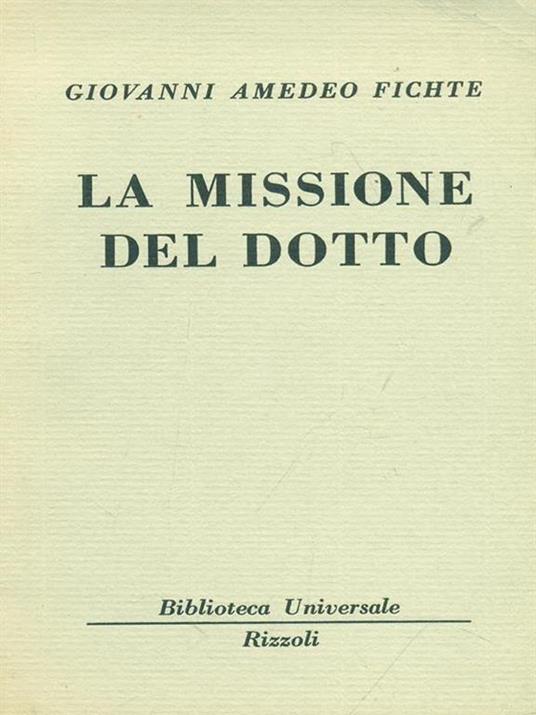 GIOVANNI AMEDEO FICHTE
LA MISSIONE
DEL DOTTO
Biblioteca Universale
Rizzoli